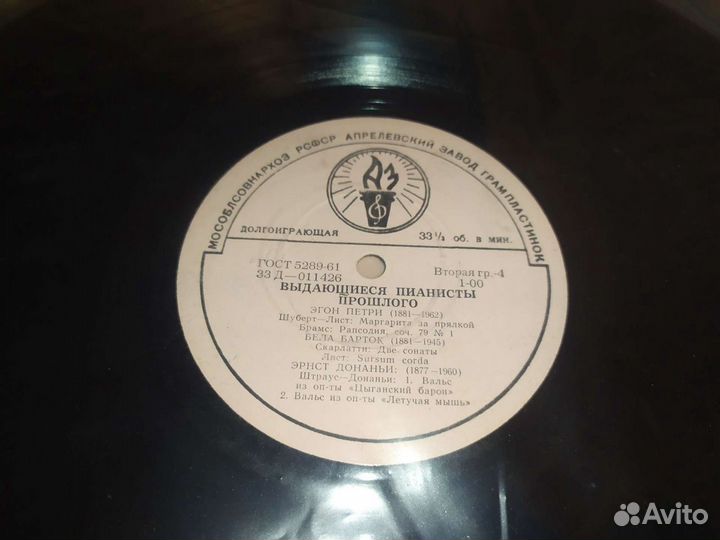 МОСОБЛСОВНАРХОЗ РСФСР АПРЕЛЕВСКИЙ ЗАВОД ГРАМПЛАСТИНОК
АЗ
ДОЛГОИГРАЮЩАЯ 33⅓ об. в мин.
ГОСТ 5289-61 Вторая гр.-4
33 Д—011426 1-00
ВЫДАЮЩИЕСЯ ПИАНИСТЫ
ПРОШЛОГО
ЭГОН ПЕТРИ (1881—1962)
Шуберт—Лист: Маргарита за прялкой
Брамс: Рапсодия, соч. 79 № 1
БЕЛА БАРТОК (1881—1945)
Скарлатти: Две сонаты
Лист: Sursum corda
ЭРНСТ ДОНАНЬИ: (1877—1960)
Штраус—Донаньи: 1. Вальс
из оп-ты «Цыганский барон»
2. Вальс из оп-ты «Летучая мышь»
Avito